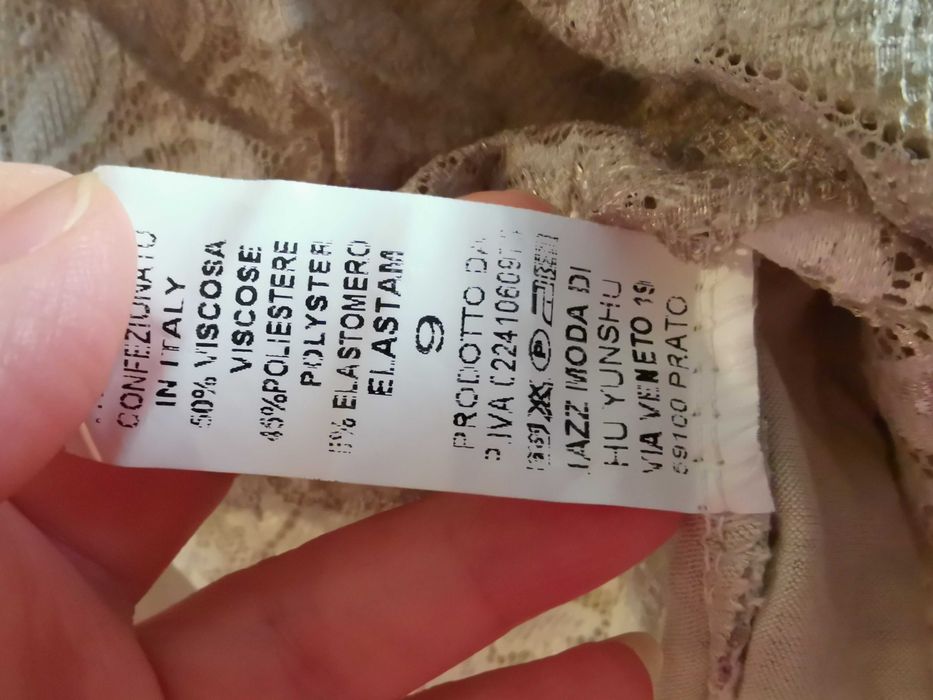 CONFEZIONATO
IN ITALY
50% VISCOSA
VISCOSE
45%POLIESTERE
POLYSTER
5% ELASTOMERO
ELASTAM
9
PRODOTTO DA
P.IVA
JAZZ MODA DI
HU YUNSHU
VIA VENETO 19
59100 PRATO